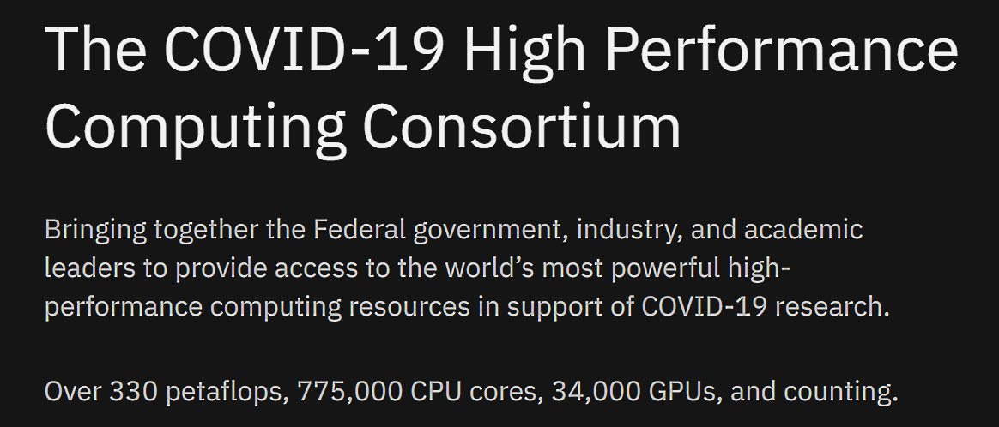 The COVID-19 High Performance
Computing Consortium
Bringing together the Federal government, industry, and academic
leaders to provide access to the world’s most powerful high-
performance computing resources in support of COVID-19 research.
Over 330 petaflops, 775,000 CPU cores, 34,000 GPUs, and counting.